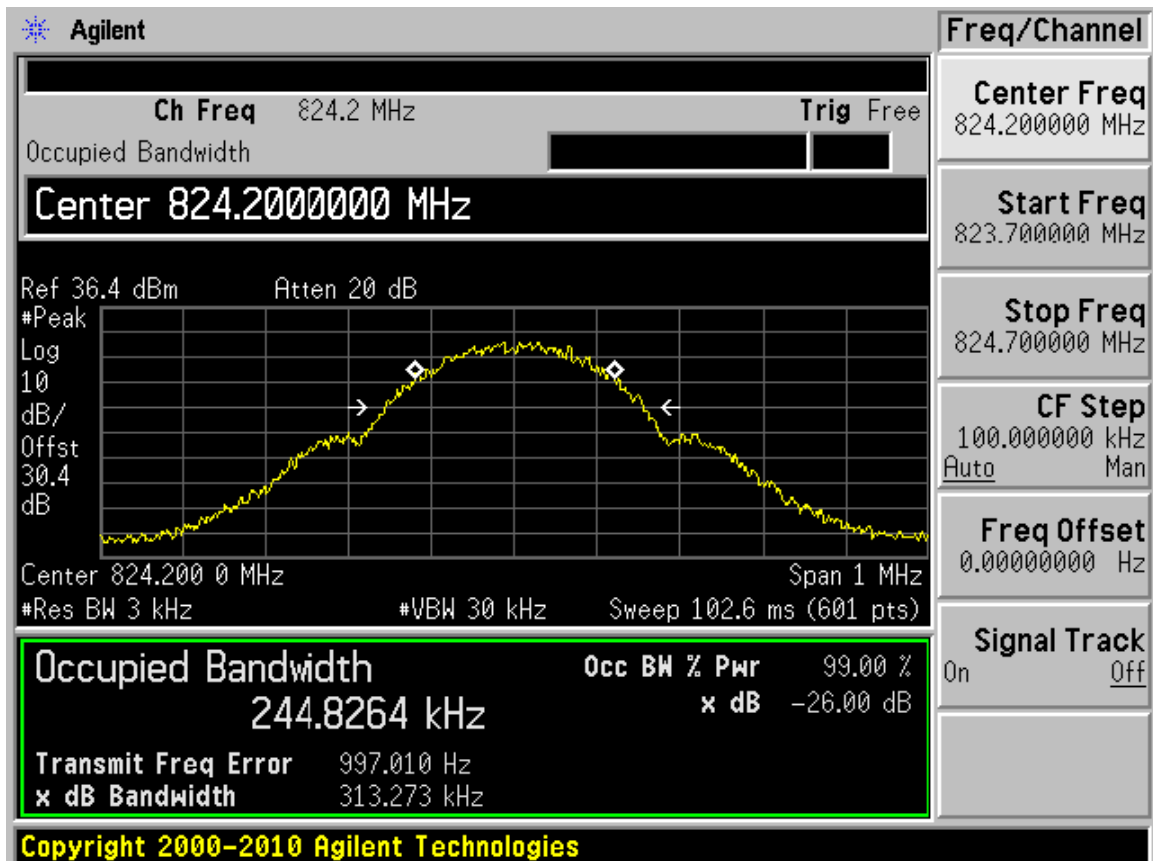 Agilent
Freq/Channel
Ch Freq 824.2 MHz Trig Free
Occupied Bandwidth
Center 824.2000000 MHz
Ref 36.4 dBm Atten 20 dB
#Peak
Log
10
dB/
Offst
30.4
dB
Center 824.200 0 MHz Span 1 MHz
#Res BW 3 kHz #VBW 30 kHz Sweep 102.6 ms (601 pts)
Occupied Bandwidth
244.8264 kHz
Occ BW % Pwr 99.00 %
x dB -26.00 dB
Transmit Freq Error 997.010 Hz
x dB Bandwidth 313.273 kHz
Copyright 2000-2010 Agilent Technologies
Center Freq
824.200000 MHz
Start Freq
823.700000 MHz
Stop Freq
824.700000 MHz
CF Step
100.000000 kHz
Auto Man
Freq Offset
0.00000000 Hz
Signal Track
On Off